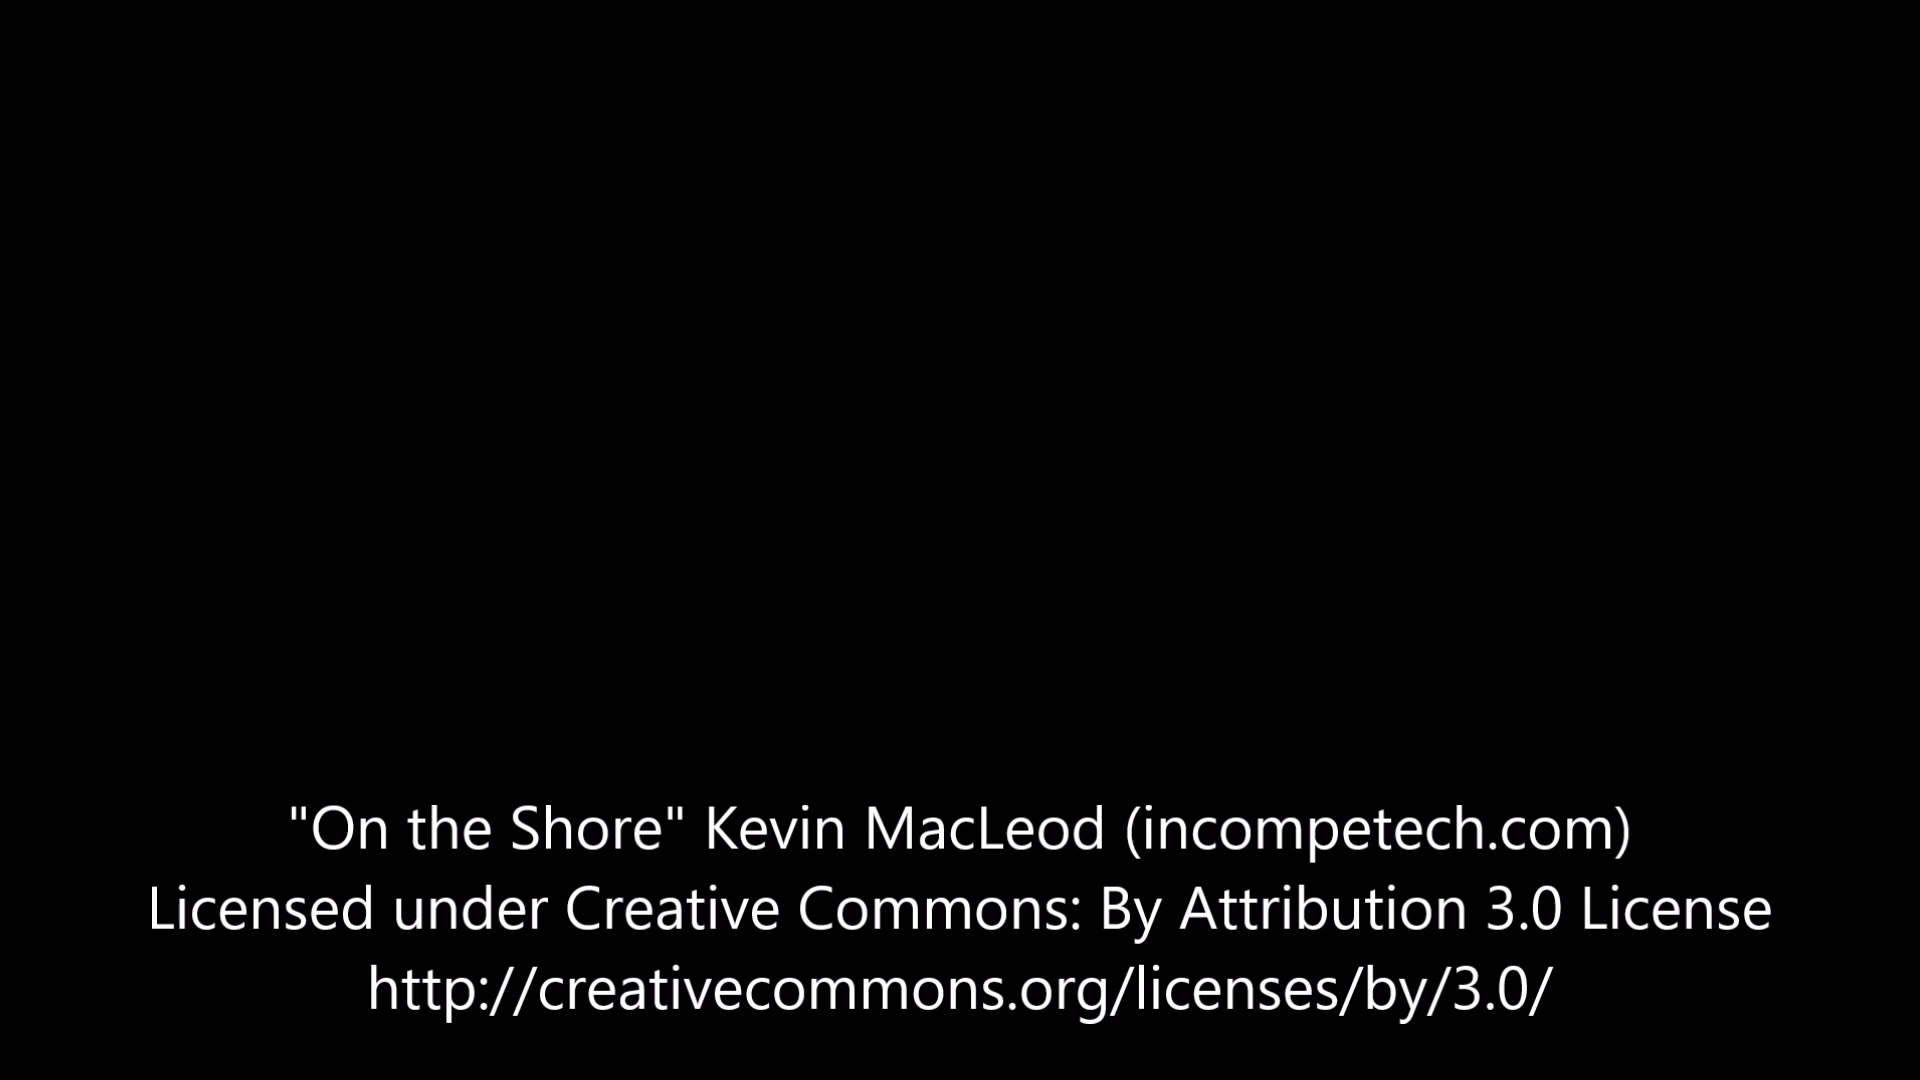 "On the Shore" Kevin MacLeod (incompetech.com)
Licensed under Creative Commons: By Attribution 3.0 License
http://creativecommons.org/licenses/by/3.0/